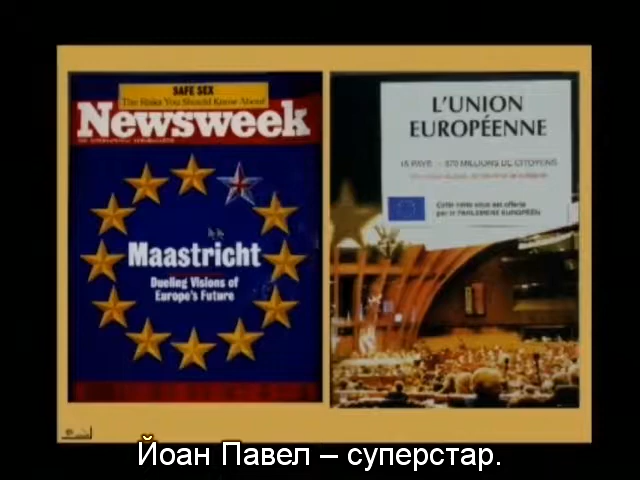 SAFE SEX
The Risks You Should Know About
Newsweek
Maastricht
Dueling Visions of
Europe's Future
L'UNION
EUROPÉENNE
15 PAYS - 370 MILLIONS DE CITOYENS
Cette carte vous est offerte
par le PARLEMENT EUROPÉEN
Йоан Павел – суперстар.